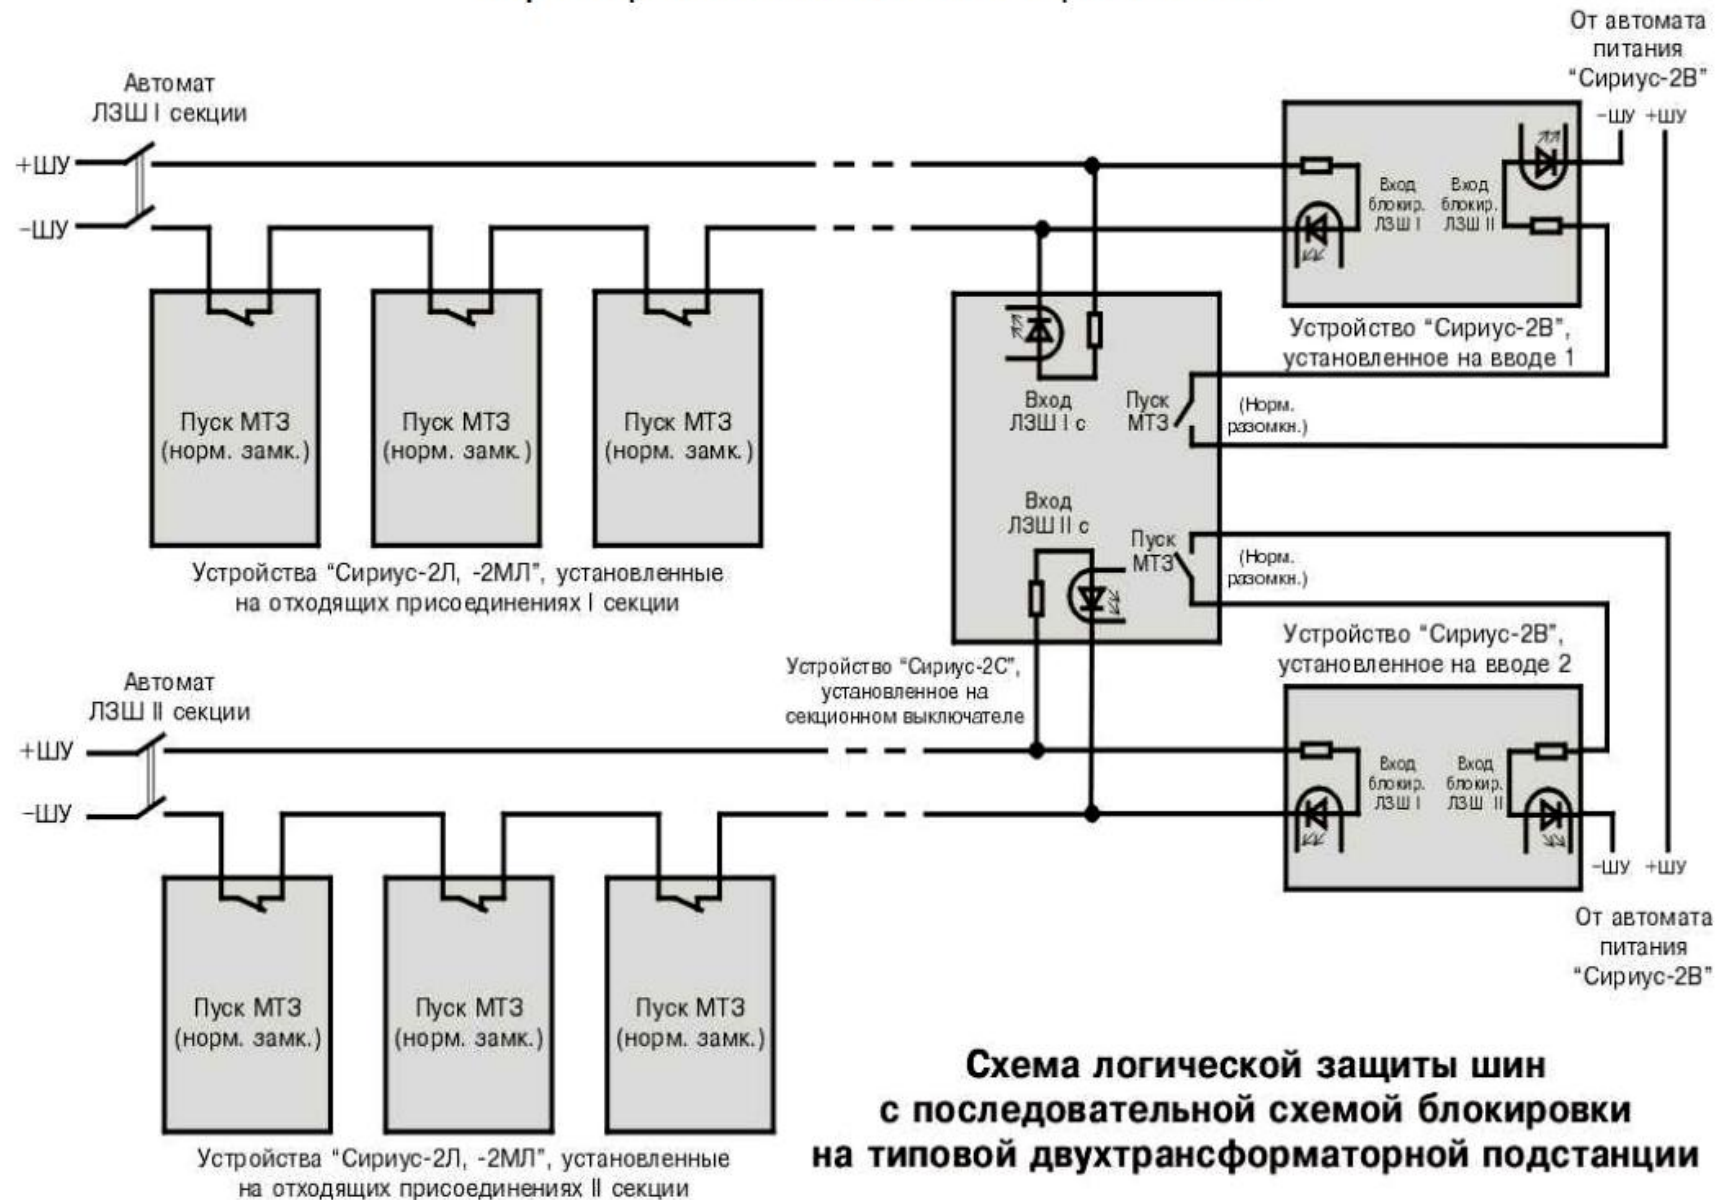 От автомата
питания
“Сириус-2В”
–ШУ +ШУ
Автомат
ЛЗШ I секции
+ШУ
–ШУ
Вход
блокир.
ЛЗШ I
Вход
блокир.
ЛЗШ II
Устройство “Сириус-2В”,
установленное на вводе 1
Пуск МТЗ
(норм. замк.)
Пуск МТЗ
(норм. замк.)
Пуск МТЗ
(норм. замк.)
Вход
ЛЗШ I с
Пуск
МТЗ
(Норм.
разомкн.)
Вход
ЛЗШ II с
Пуск
МТЗ
(Норм.
разомкн.)
Устройства “Сириус-2Л, -2МЛ”, установленные
на отходящих присоединениях I секции
Устройство “Сириус-2С”,
установленное на
секционном выключателе
Устройство “Сириус-2В”,
установленное на вводе 2
Автомат
ЛЗШ II секции
+ШУ
–ШУ
Вход
блокир.
ЛЗШ I
Вход
блокир.
ЛЗШ II
–ШУ +ШУ
От автомата
питания
“Сириус-2В”
Пуск МТЗ
(норм. замк.)
Пуск МТЗ
(норм. замк.)
Пуск МТЗ
(норм. замк.)
Устройства “Сириус-2Л, -2МЛ”, установленные
на отходящих присоединениях II секции
Схема логической защиты шин
с последовательной схемой блокировки
на типовой двухтрансформаторной подстанции